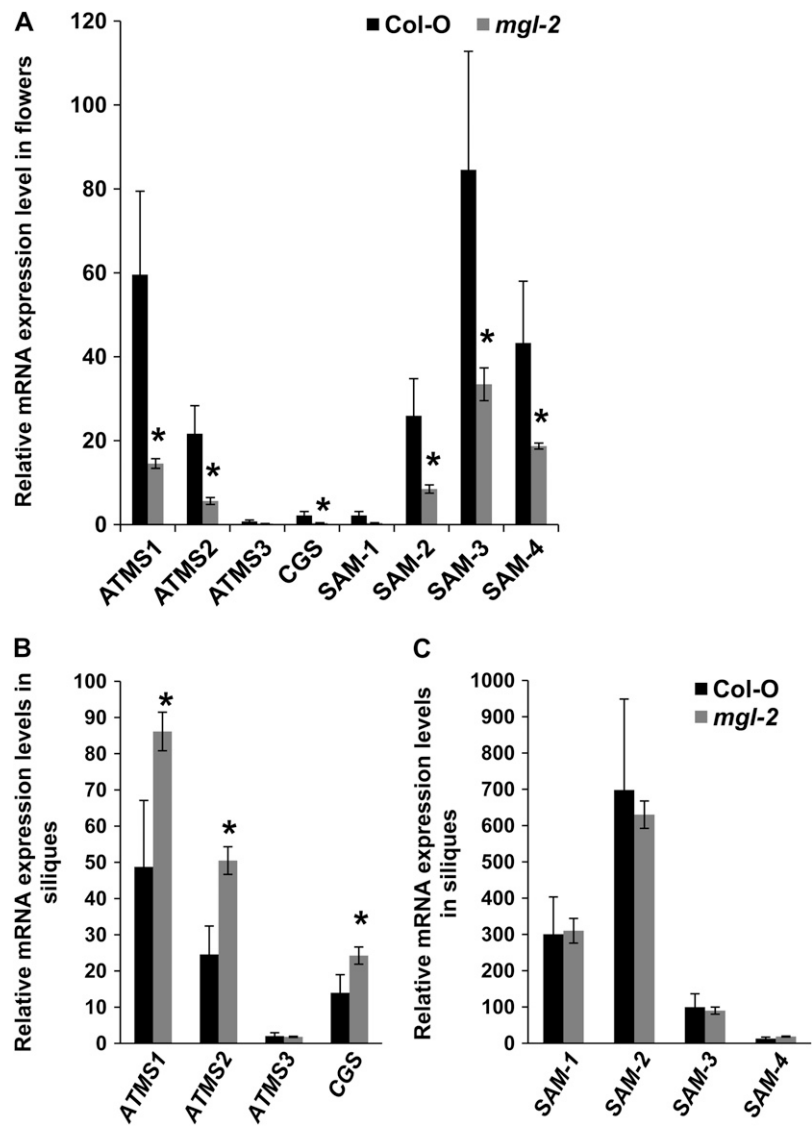 A
Col-O
mgl-2
Relative mRNA expression level in flowers
120
100
80
60
40
20
0
*
*
*
*
*
*
ATMS1
ATMS2
ATMS3
CGS
SAM-1
SAM-2
SAM-3
SAM-4
B
Relative mRNA expression levels in
siliques
100
90
80
70
60
50
40
30
20
10
0
*
*
*
ATMS1
ATMS2
ATMS3
CGS
C
Col-O
mgl-2
Relative mRNA expression levels
in siliques
1000
900
800
700
600
500
400
300
200
100
0
SAM-1
SAM-2
SAM-3
SAM-4